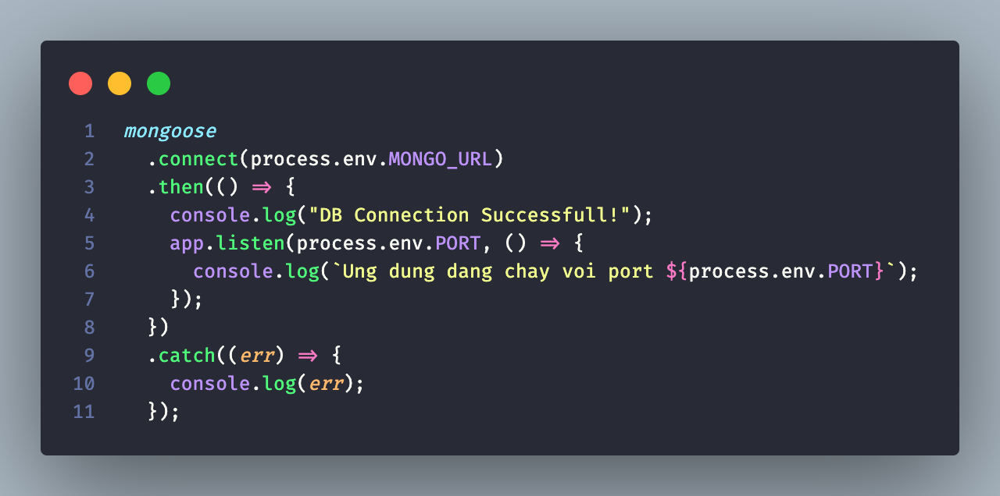 1 mongoose
2   .connect(process.env.MONGO_URL)
3   .then(() => {
4     console.log("DB Connection Successfull!");
5     app.listen(process.env.PORT, () => {
6       console.log(`Ung dung dang chay voi port ${process.env.PORT}`);
7     });
8   })
9   .catch((err) => {
10     console.log(err);
11   });